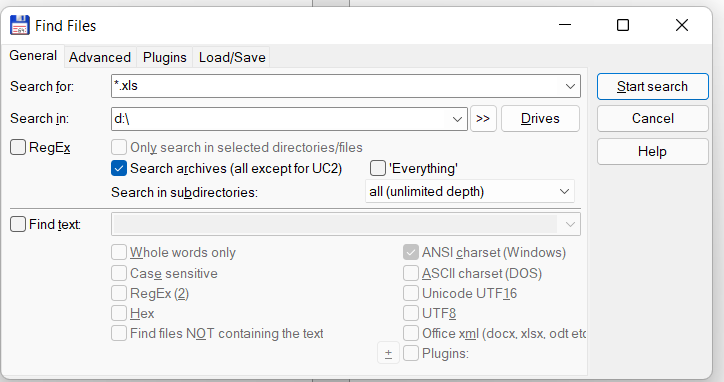 Find Files
General Advanced Plugins Load/Save
Search for: *.xls Start search
Search in: d:\ >> Drives Cancel
RegEx Only search in selected directories/files Help
Search archives (all except for UC2) 'Everything'
Search in subdirectories: all (unlimited depth)
Find text:
Whole words only ANSI charset (Windows)
Case sensitive ASCII charset (DOS)
RegEx (2) Unicode UTF16
Hex UTF8
Find files NOT containing the text Office xml (docx, xlsx, odt etc
± Plugins: